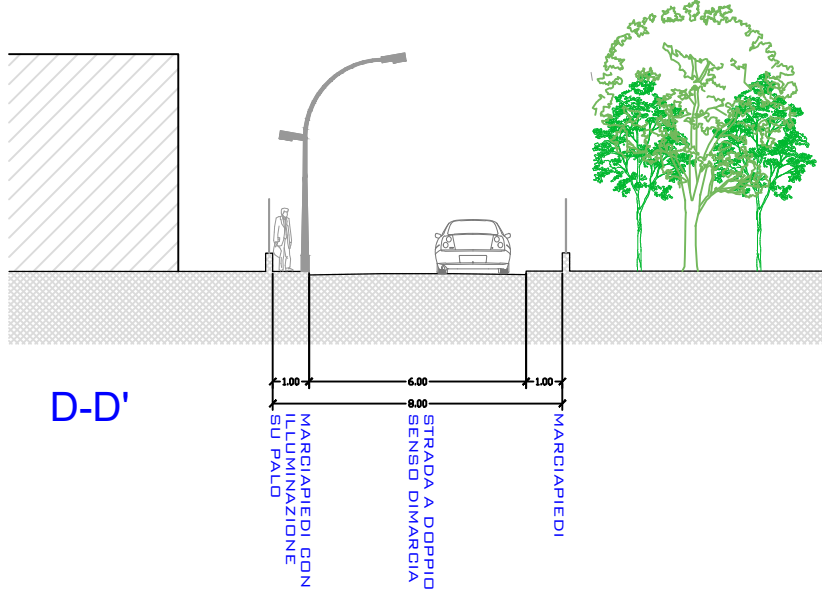 1.00
6.00
1.00
8.00
D-D'
MARCIAPIEDI CON
ILLUMINAZIONE
SU PALO
STRADA A DOPPIO
SENSO DIMARCIA
MARCIAPIEDI